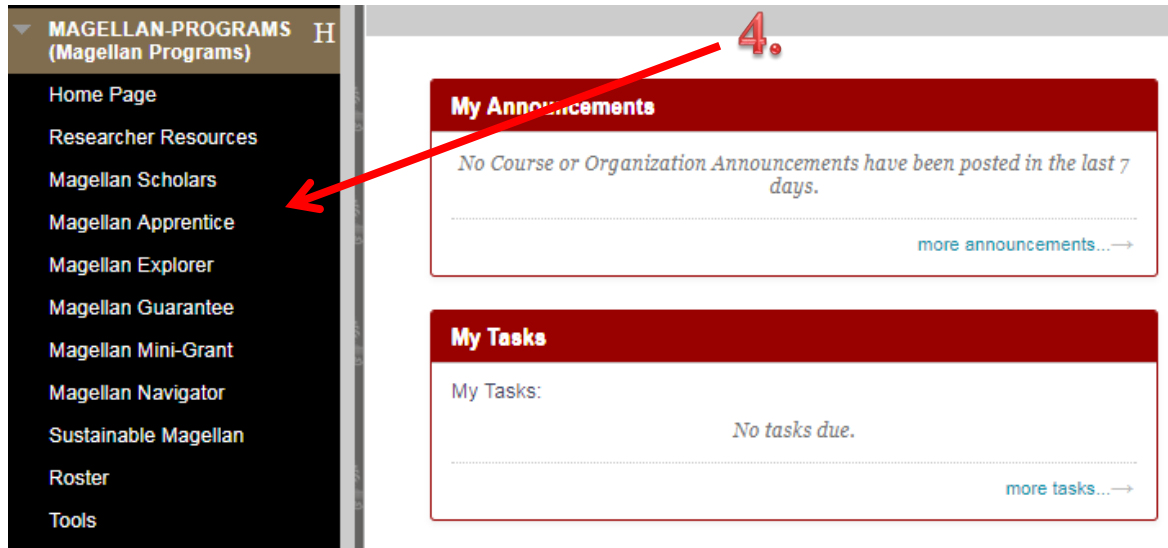 MAGELLAN-PROGRAMS H
(Magellan Programs)
Home Page
Researcher Resources
Magellan Scholars
Magellan Apprentice
Magellan Explorer
Magellan Guarantee
Magellan Mini-Grant
Magellan Navigator
Sustainable Magellan
Roster
Tools
4.
My Announcements
No Course or Organization Announcements have been posted in the last 7
days.
more announcements...→
My Tasks
My Tasks:
No tasks due.
more tasks...→